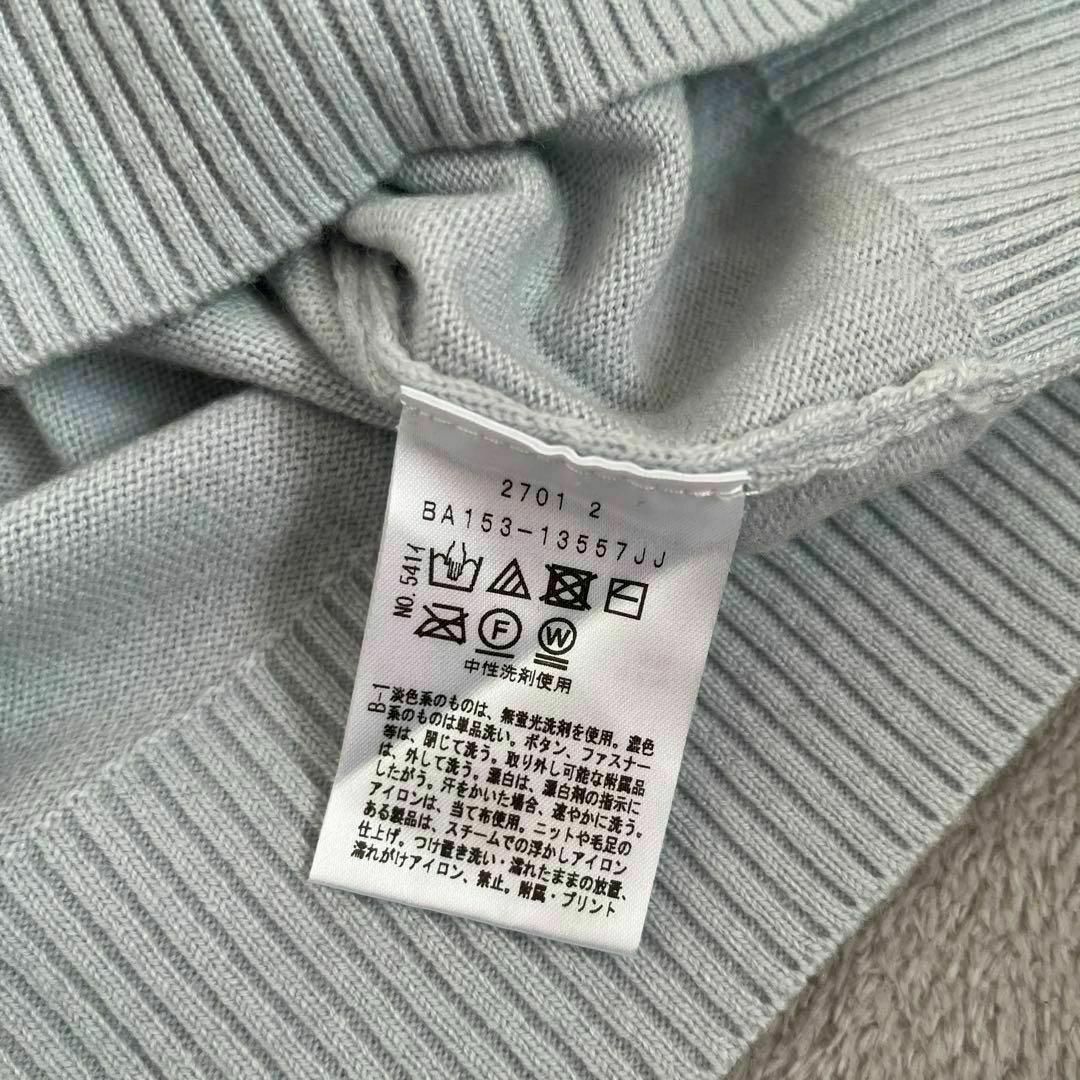 2701 2
BA153-13557JJ
NO.5411
F
W
中性洗剤使用
B-1
淡色系のものは、無蛍光洗剤を使用。濃色
系のものは単品洗い。ボタン、ファスナー
等は、閉じて洗う。取り外し可能な附属品
は、外して洗う。漂白は、漂白剤の指示に
したがう。汗をかいた場合、速やかに洗う。
アイロンは、当て布使用。ニットや毛足の
ある製品は、スチームでの浮かしアイロン
仕上げ。つけ置き洗い・濡れたままの放置、
濡れがけアイロン、禁止。附属・プリント